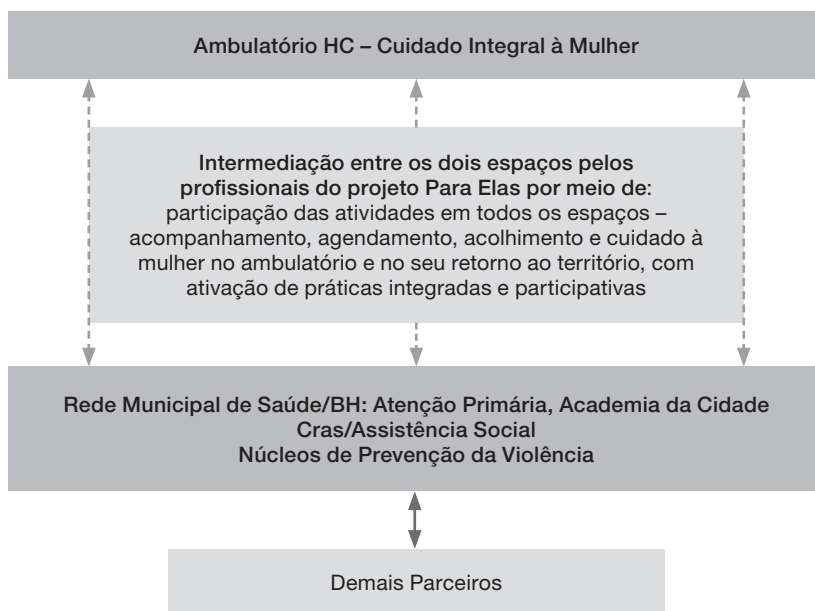 Ambulatório HC – Cuidado Integral à Mulher
Intermediação entre os dois espaços pelos
profissionais do projeto Para Elas por meio de:
participação das atividades em todos os espaços –
acompanhamento, agendamento, acolhimento e cuidado à
mulher no ambulatório e no seu retorno ao território, com
ativação de práticas integradas e participativas
Rede Municipal de Saúde/BH: Atenção Primária, Academia da Cidade
Cras/Assistência Social
Núcleos de Prevenção da Violência
Demais Parceiros